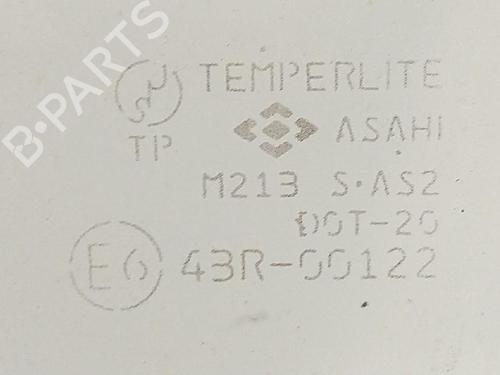 B-PARTS
TEMPERLITE
TP
ASAHI
M213 S·AS2
DOT-20
E6 43R-00122